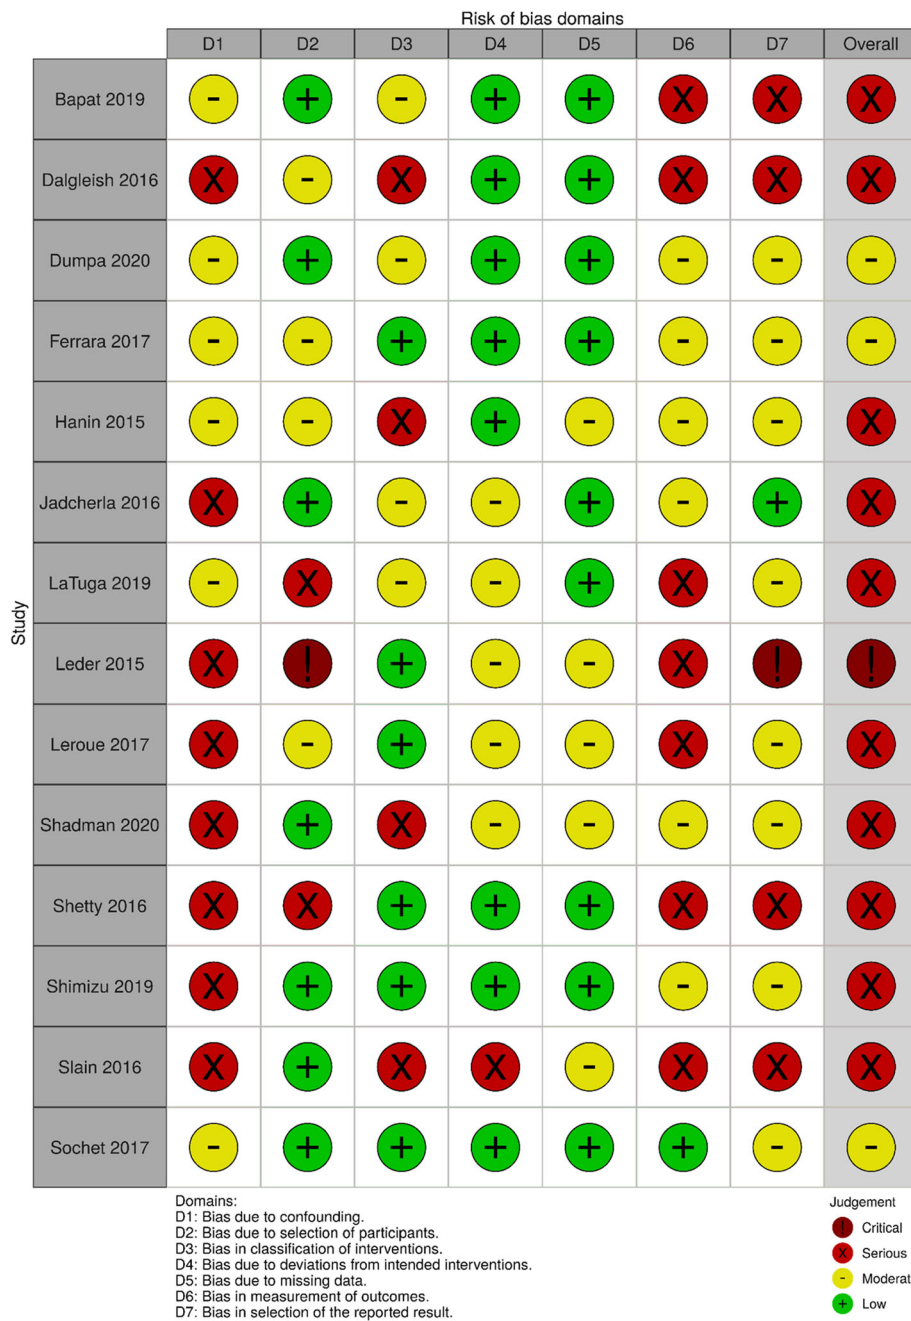 Risk of bias domains
D1 D2 D3 D4 D5 D6 D7 Overall
Study
Bapat 2019 - + - + + X X X
Dalgleish 2016 X - X + + X X X
Dumpa 2020 - + - + + - - -
Ferrara 2017 - - + + + - - -
Hanin 2015 - - X + - - - X
Jadcherla 2016 X + - - + - + X
LaTuga 2019 - X - - + X - X
Leder 2015 X ! + - - X ! !
Leroue 2017 X - + - - X - X
Shadman 2020 X + X - - - - X
Shetty 2016 X X + + + X X X
Shimizu 2019 X + + + + - - X
Slain 2016 X + X X - X X X
Sochet 2017 - + + + + + - -
Domains:
D1: Bias due to confounding.
D2: Bias due to selection of participants.
D3: Bias in classification of interventions.
D4: Bias due to deviations from intended interventions.
D5: Bias due to missing data.
D6: Bias in measurement of outcomes.
D7: Bias in selection of the reported result.
Judgement
! Critical
X Serious
- Moderat
+ Low